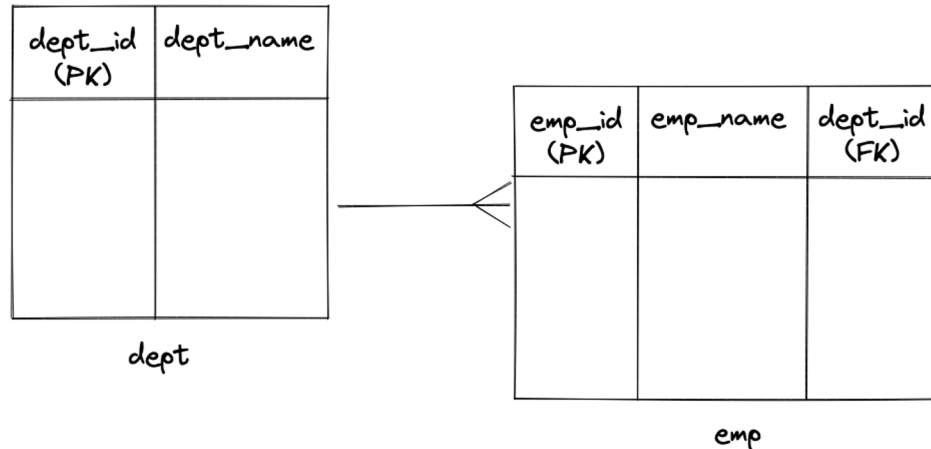 dept_id dept_name
(PK)
dept
emp_id emp_name dept_id
(PK) (FK)
emp